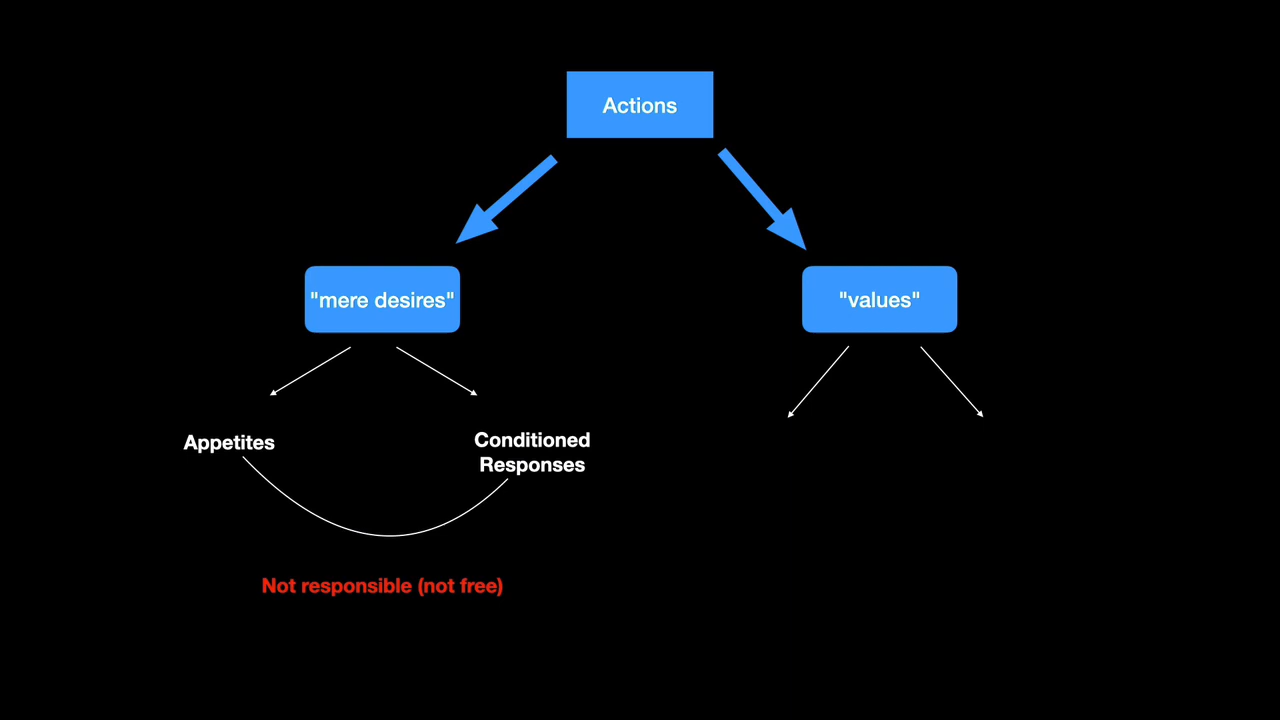 Actions
"mere desires"
"values"
Appetites
Conditioned
Responses
Not responsible (not free)